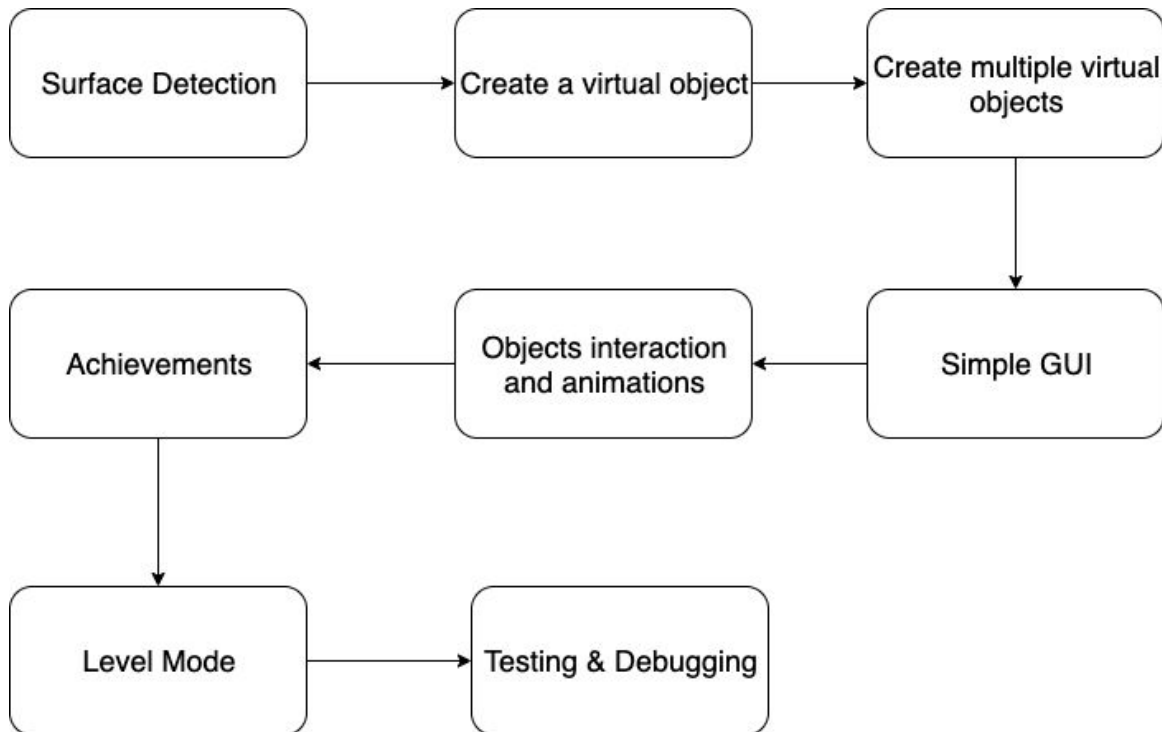 Surface Detection
Create a virtual object
Create multiple virtual
objects
Simple GUI
Objects interaction
and animations
Achievements
Level Mode
Testing & Debugging